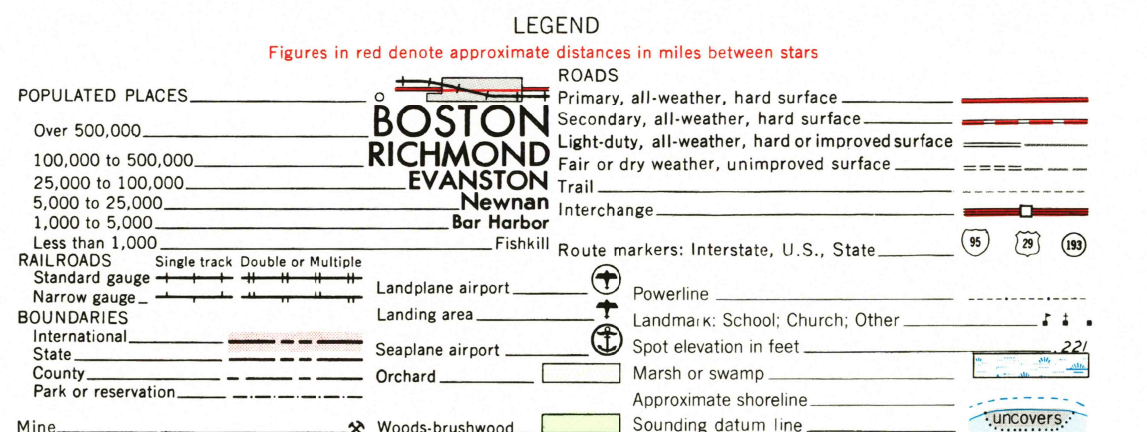 LEGEND
Figures in red denote approximate distances in miles between stars
POPULATED PLACES
Over 500,000 BOSTON
100,000 to 500,000 RICHMOND
25,000 to 100,000 EVANSTON
5,000 to 25,000 Newnan
1,000 to 5,000 Bar Harbor
Less than 1,000 Fishkill
RAILROADS Single track Double or Multiple
Standard gauge
Narrow gauge
BOUNDARIES
International
State
County
Park or reservation
Mine
Landplane airport
Landing area
Seaplane airport
Orchard
Woods-brushwood
ROADS
Primary, all-weather, hard surface
Secondary, all-weather, hard surface
Light-duty, all-weather, hard or improved surface
Fair or dry weather, unimproved surface
Trail
Interchange
Route markers: Interstate, U.S., State 95 29 193
Powerline
Landmark: School; Church; Other
Spot elevation in feet .221
Marsh or swamp
Approximate shoreline
Sounding datum line uncovers